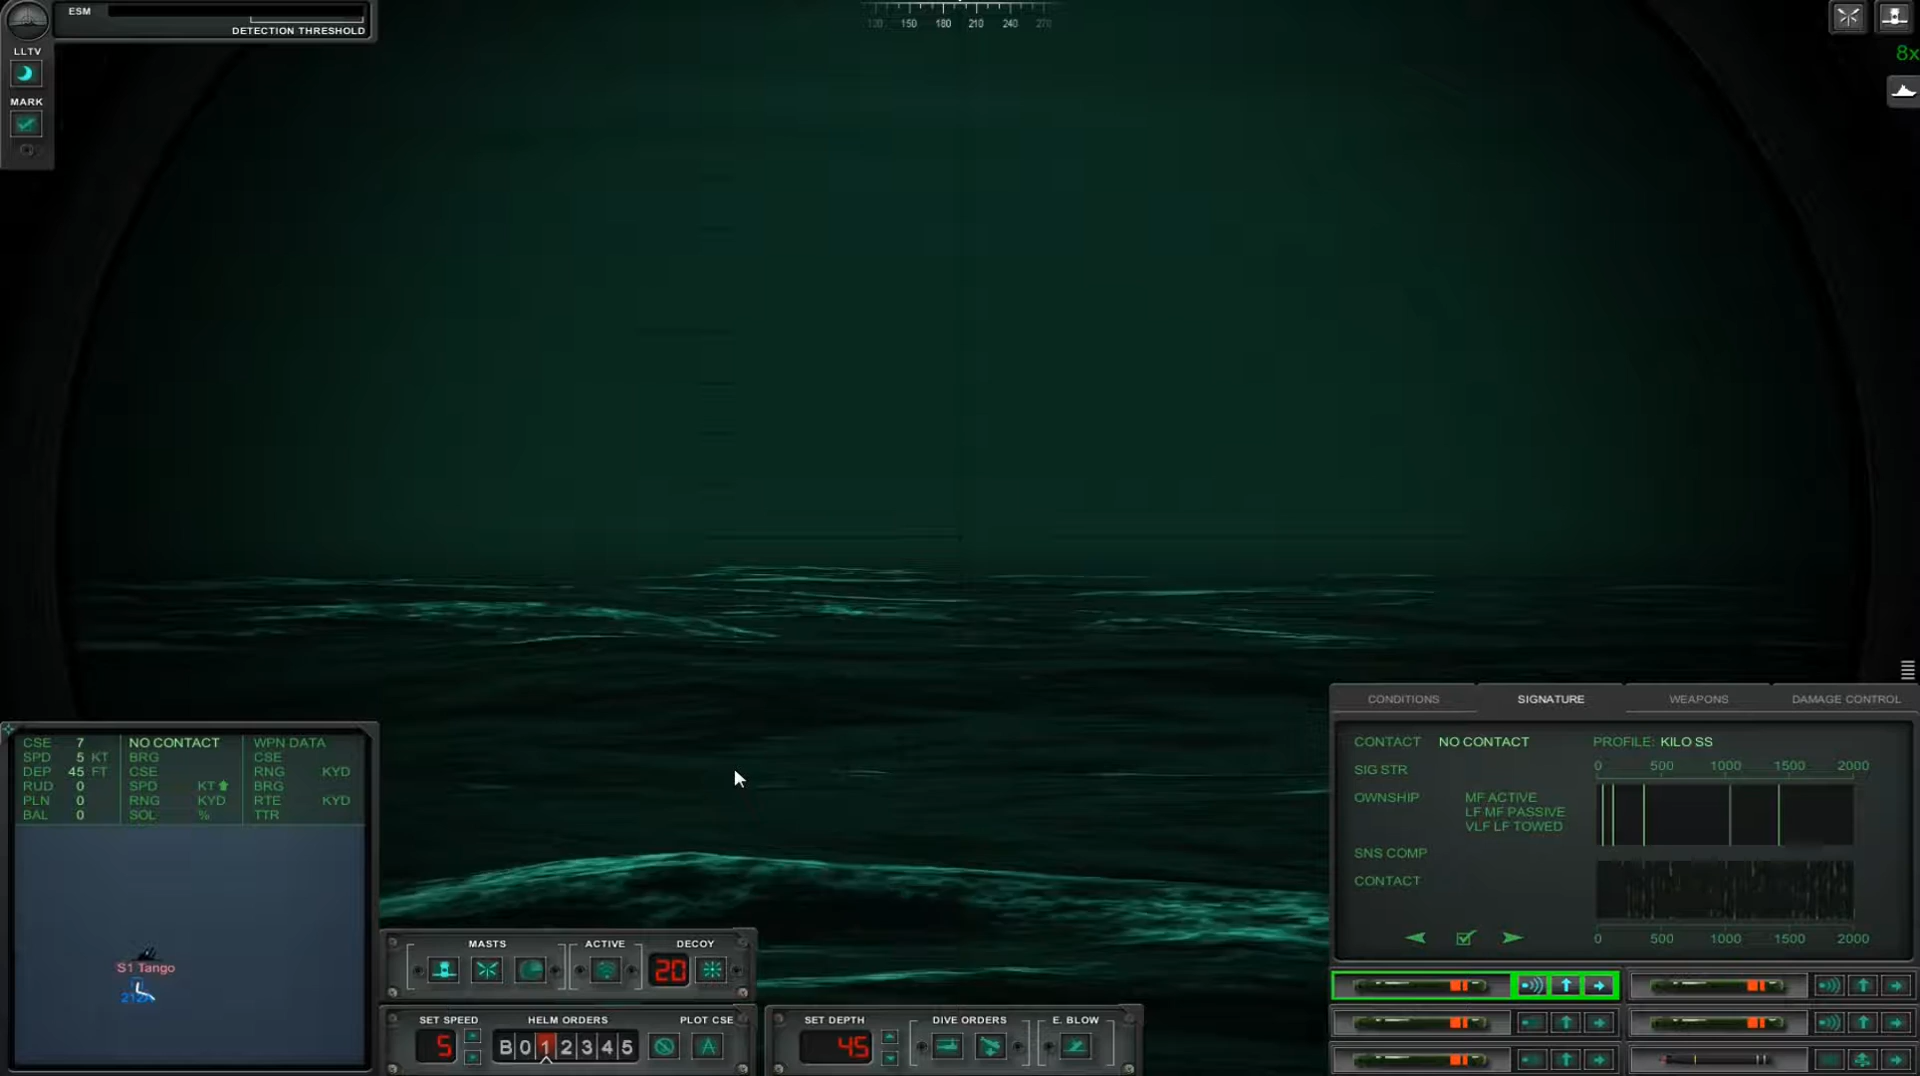 ESM
DETECTION THRESHOLD
LLTV
MARK
120 150 180 210 240 270
8x
CSE 7
SPD 5 KT
DEP 45 FT
RUD 0
PLN 0
BAL 0
NO CONTACT
BRG
CSE
SPD KT
RNG KYD
SOL %
WPN DATA
CSE
RNG KYD
BRG
RTE KYD
TTR
S1 Tango
212A
MASTS
ACTIVE
DECOY
20
SET SPEED
5
HELM ORDERS
B 0 1 2 3 4 5
PLOT CSE
SET DEPTH
45
DIVE ORDERS
E. BLOW
CONDITIONS
SIGNATURE
WEAPONS
DAMAGE CONTROL
CONTACT NO CONTACT
SIG STR
OWNSHIP
MF ACTIVE
LF MF PASSIVE
VLF LF TOWED
SNS COMP
CONTACT
PROFILE: KILO SS
0 500 1000 1500 2000
0 500 1000 1500 2000